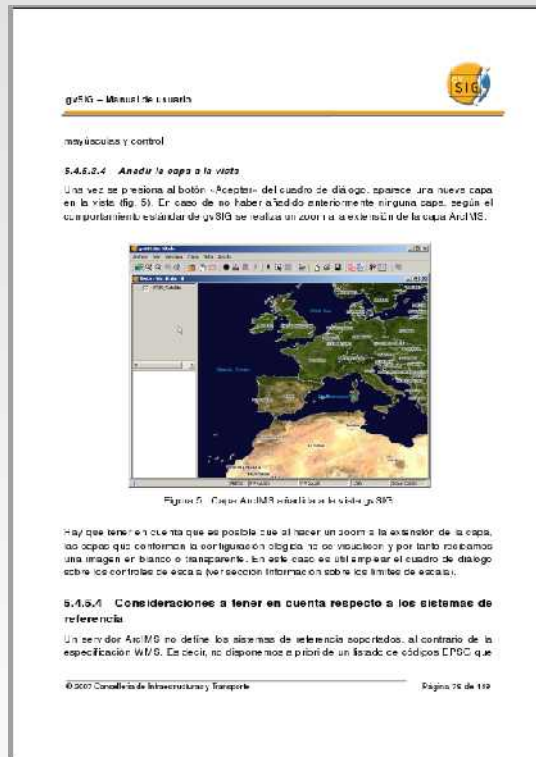 SIG
gvSIG – Manual de usuario
mayúsculas y control
5.4.5.3.4 Añadir la capa a la vista
Una vez se presiona al botón «Aceptar» del cuadro de diálogo, aparece una nueva capa
en la vista (fig. 5). En caso de no haber añadido anteriormente ninguna capa, según el
comportamiento estándar de gvSIG se realiza un zoom a la extensión de la capa ArcIMS.
Figura 5. Capa ArcIMS añadida a la vista gvSIG
Hay que tener en cuenta que es posible que al hacer un zoom a la extensión de la capa,
las capas que conforman la configuración elegida no se visualicen y por tanto recibamos
una imagen en blanco o transparente. En este caso es útil emplear el cuadro de diálogo
sobre los controles de escala (ver sección Información sobre los límites de escala).
5.4.5.4 Consideraciones a tener en cuenta respecto a los sistemas de
referencia
Un servidor ArcIMS no define los sistemas de referencia soportados, al contrario de la
especificación WMS. Es decir, no disponemos a priori de un listado de códigos EPSG que
© 2007 Conselleria de Infraestructuras y Transporte
Página 78 de 119